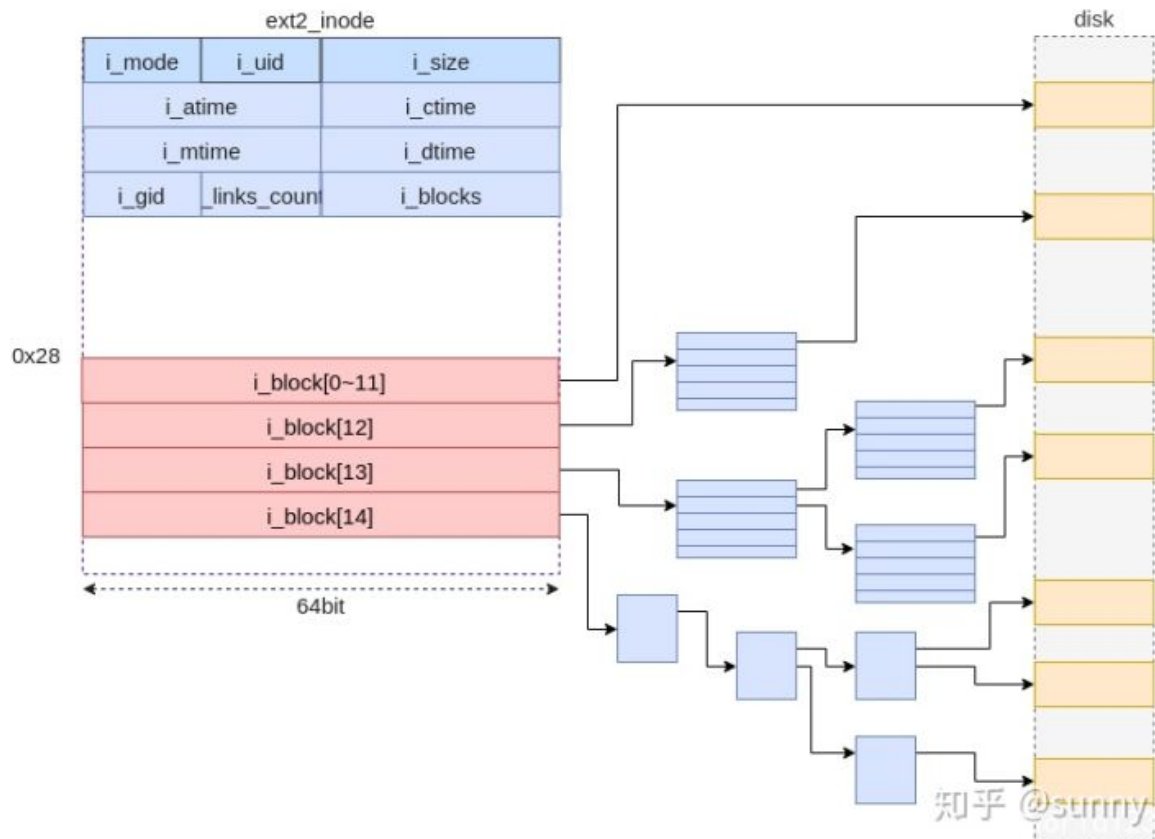 ext2_inode
disk
i_mode i_uid i_size
i_atime i_ctime
i_mtime i_dtime
i_gid _links_count i_blocks
0x28
i_block[0~11]
i_block[12]
i_block[13]
i_block[14]
64bit
知乎 @sunny